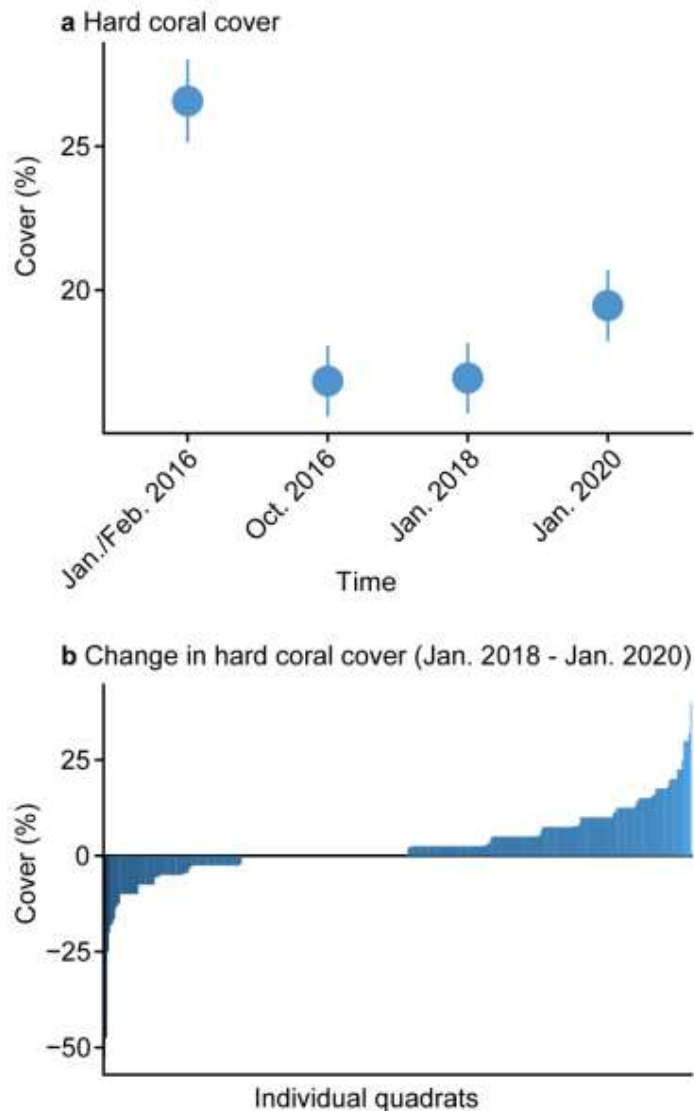 a Hard coral cover
25
20
Cover (%)
Jan./Feb. 2016
Oct. 2016
Jan. 2018
Jan. 2020
Time
b Change in hard coral cover (Jan. 2018 - Jan. 2020)
25
0
−25
−50
Cover (%)
Individual quadrats